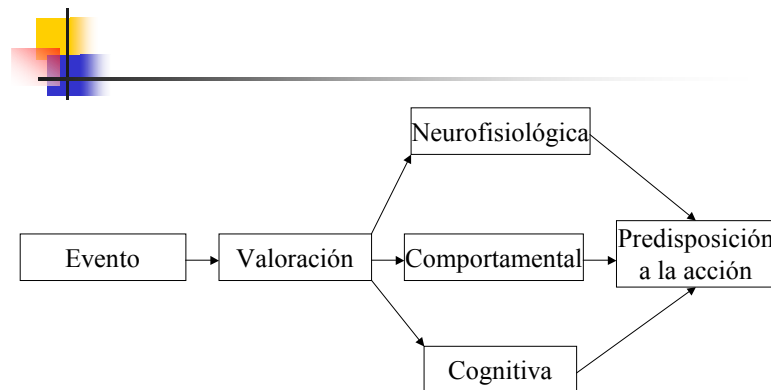 Neurofisiológica
Evento
Valoración
Comportamental
Predisposición
a la acción
Cognitiva